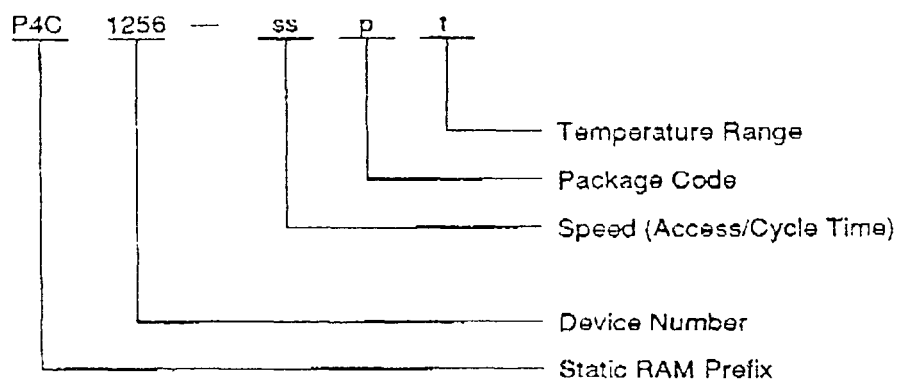 P4C 1256 — ss p t
Temperature Range
Package Code
Speed (Access/Cycle Time)
Device Number
Static RAM Prefix